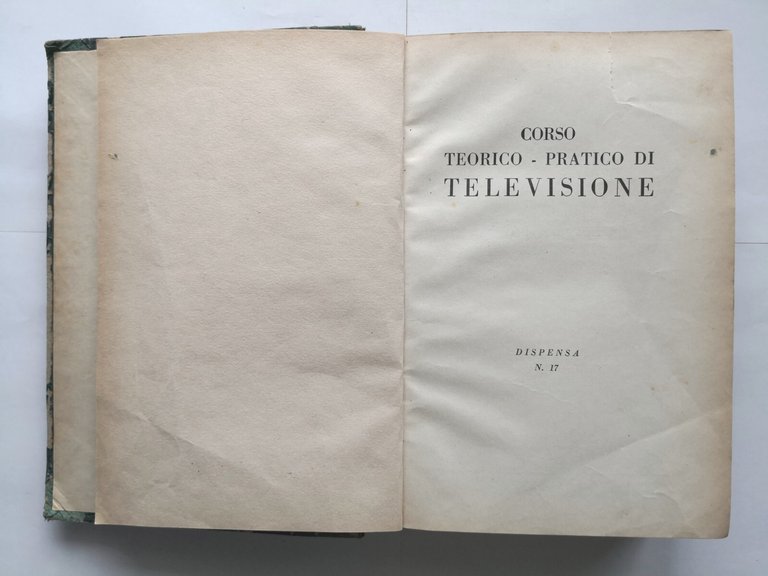 CORSO
TEORICO - PRATICO DI
TELEVISIONE
DISPENSA
N. 17